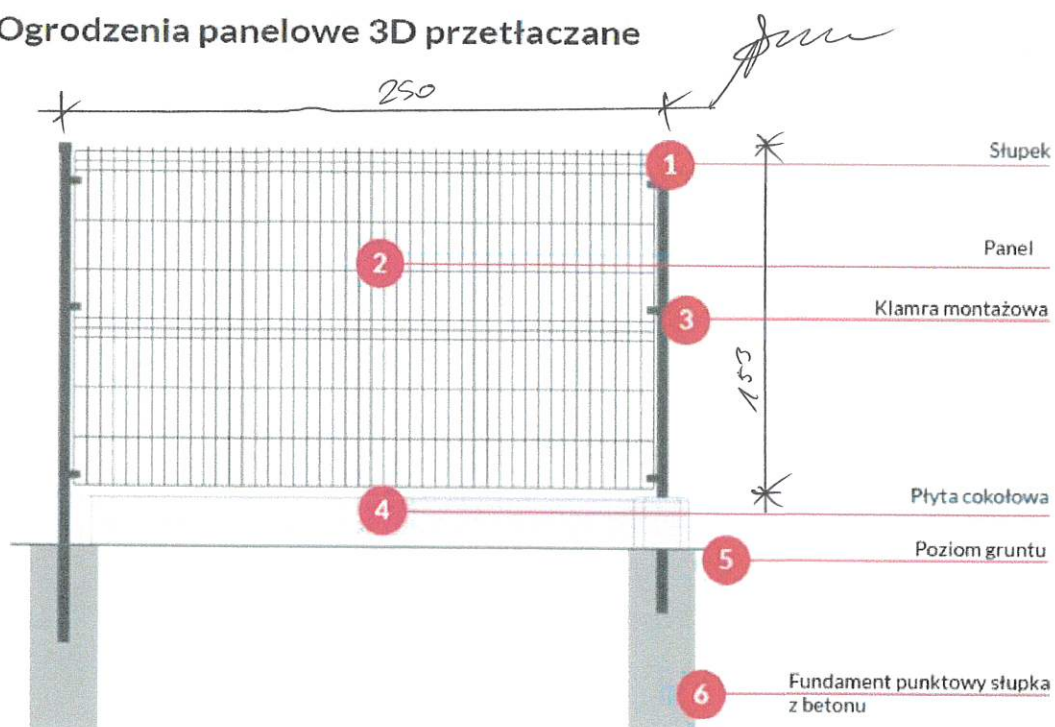 Ogrodzenia panelowe 3D przetłaczane
250
1
Słupek
2
Panel
3
Klamra montażowa
153
4
Płyta cokołowa
5
Poziom gruntu
6
Fundament punktowy słupka
z betonu